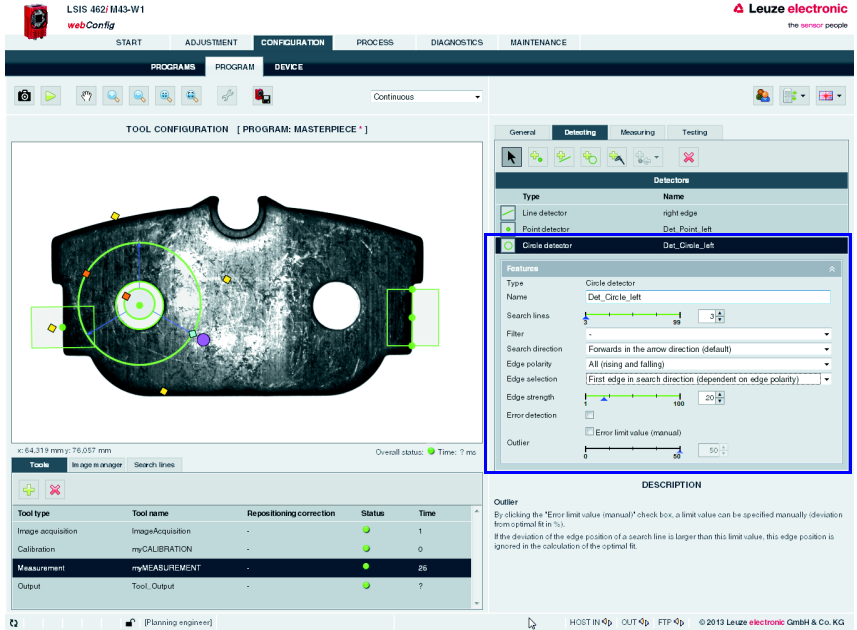 LSIS 462i M43-W1
webConfig
Leuze electronic
the sensor people
START ADJUSTMENT CONFIGURATION PROCESS DIAGNOSTICS MAINTENANCE
PROGRAMS PROGRAM DEVICE
Continuous
TOOL CONFIGURATION [ PROGRAM: MASTERPIECE * ]
x: 64,319 mm y: 76,057 mm
Overall status: Time: ? ms
Tools Image manager Search lines
Tool type Tool name Repositioning correction Status Time
Image acquisition ImageAcquisition - 1
Calibration myCALIBRATION - 0
Measurement myMEASUREMENT - 26
Output Tool_Output - ?
General Detecting Measuring Testing
Detectors
Type Name
Line detector right edge
Point detector Det_Point_left
Circle detector Det_Circle_left
Features
Type Circle detector
Name Det_Circle_left
Search lines 3 99 3
Filter -
Search direction Forwards in the arrow direction (default)
Edge polarity All (rising and falling)
Edge selection First edge in search direction (dependent on edge polarity)
Edge strength 1 100 20
Error detection
Error limit value (manual)
Outlier 0 50 50
DESCRIPTION
Outlier
By clicking the "Error limit value (manual)" check box, a limit value can be specified manually (deviation
from optimal fit in %).
If the deviation of the edge position of a search line is larger than this limit value, this edge position is
ignored in the calculation of the optimal fit.
[Planning engineer]
HOST IN OUT FTP © 2013 Leuze electronic GmbH & Co. KG